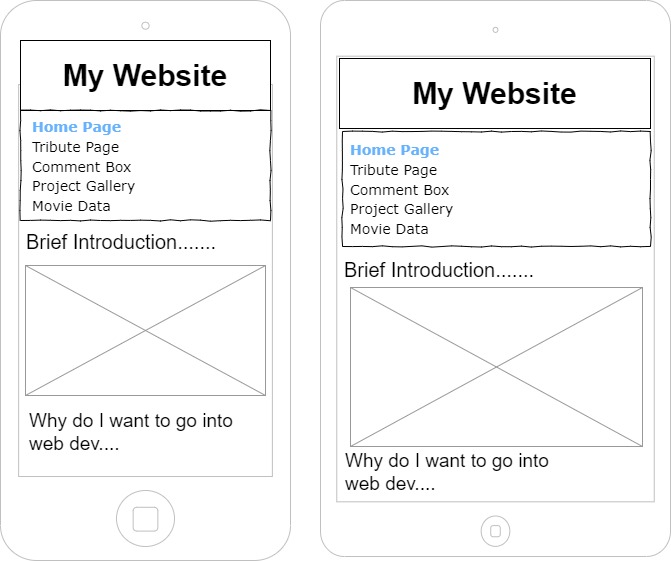 My Website
Home Page
Tribute Page
Comment Box
Project Gallery
Movie Data
Brief Introduction.......
Why do I want to go into
web dev....
My Website
Home Page
Tribute Page
Comment Box
Project Gallery
Movie Data
Brief Introduction.......
Why do I want to go into
web dev....